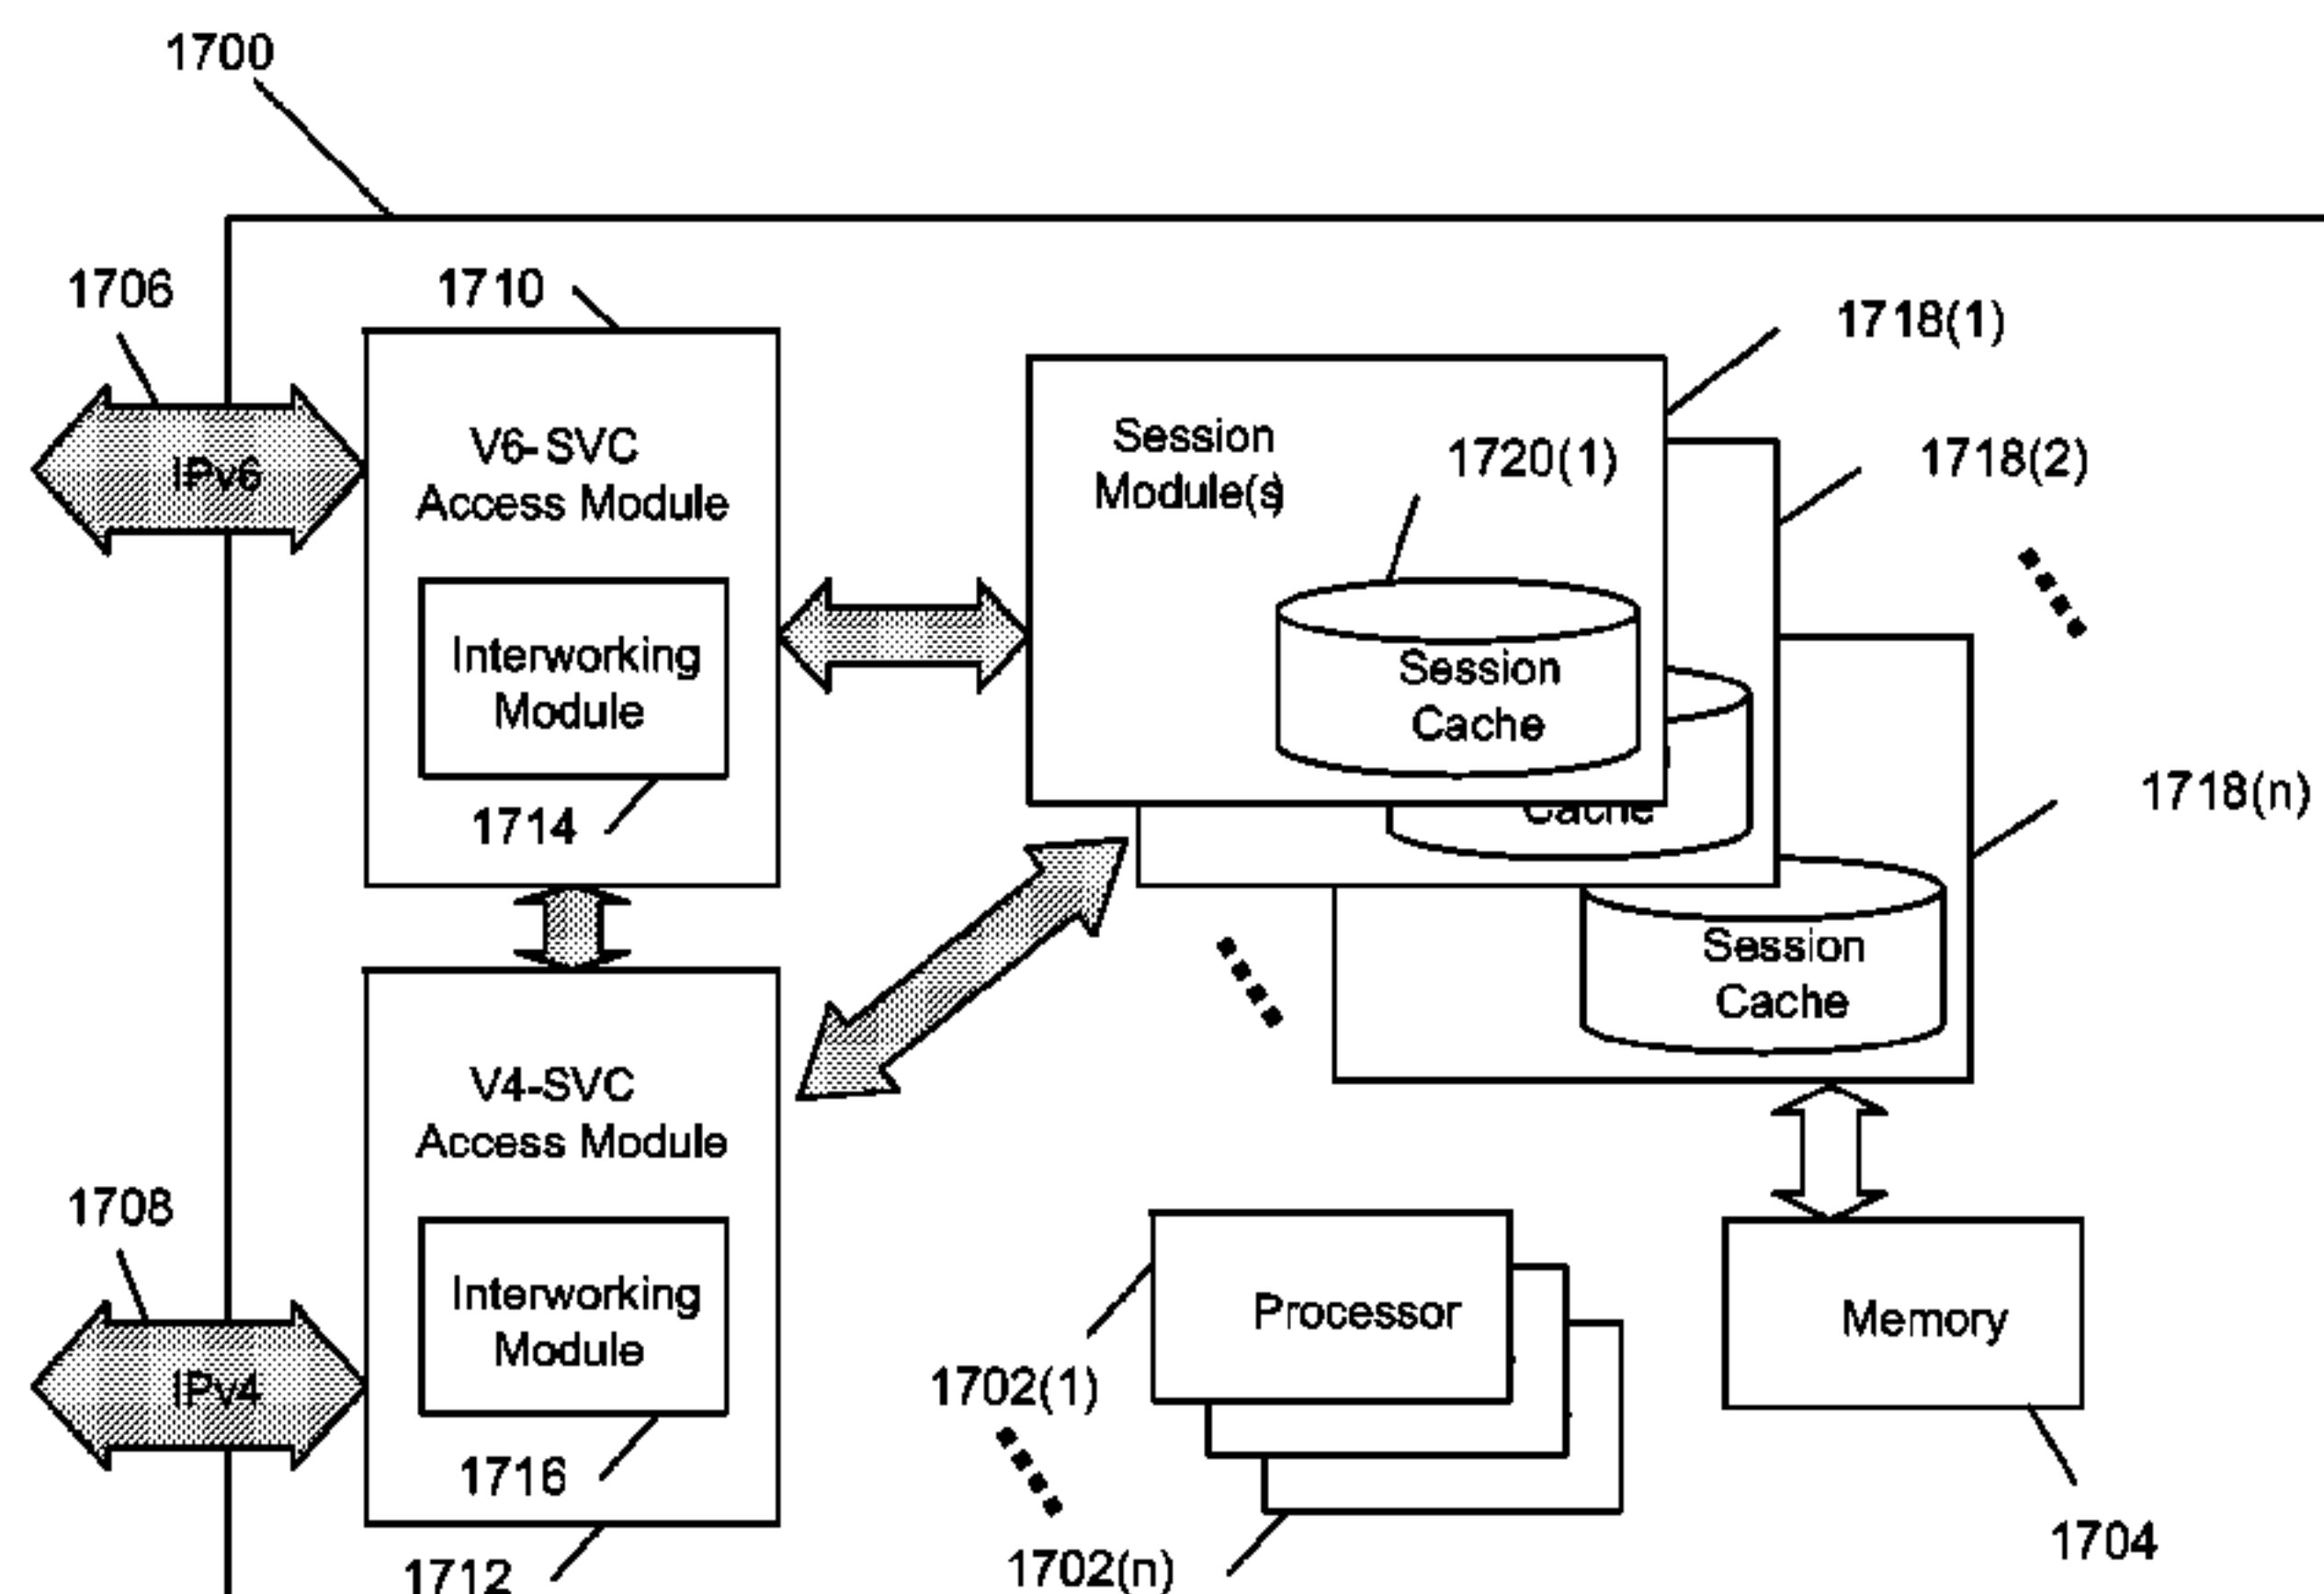 1700
1706
1710
1718(1)
V6-SVC
Access Module
IPv6
Session
Module(s)
1720(1)
1718(2)
Interworking
Module
Session
Cache
1714
Cache
1718(n)
Session
Cache
V4-SVC
Access Module
1708
Interworking
Module
IPv4
Processor
Memory
1702(1)
1716
1704
1712
1702(n)